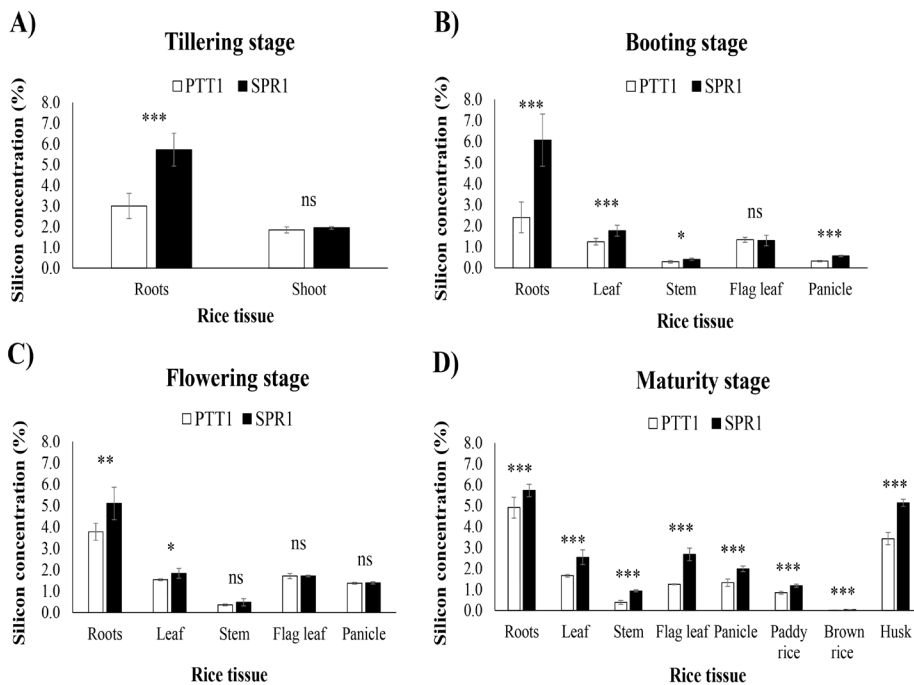 A)
Tillering stage
PTT1 SPR1
Silicon concentration (%)
8.0
7.0
6.0
5.0
4.0
3.0
2.0
1.0
0.0
***
ns
Roots Shoot
Rice tissue
B)
Booting stage
PTT1 SPR1
Silicon concentration (%)
8.0
7.0
6.0
5.0
4.0
3.0
2.0
1.0
0.0
***
***
*
ns
***
Roots Leaf Stem Flag leaf Panicle
Rice tissue
C)
Flowering stage
PTT1 SPR1
Silicon concentration (%)
8.0
7.0
6.0
5.0
4.0
3.0
2.0
1.0
0.0
**
*
ns
ns
ns
Roots Leaf Stem Flag leaf Panicle
Rice tissue
D)
Maturity stage
PTT1 SPR1
Silicon concentration (%)
8.0
7.0
6.0
5.0
4.0
3.0
2.0
1.0
0.0
***
***
***
***
***
***
***
***
Roots Leaf Stem Flag leaf Panicle Paddy Brown Husk
rice rice
Rice tissue